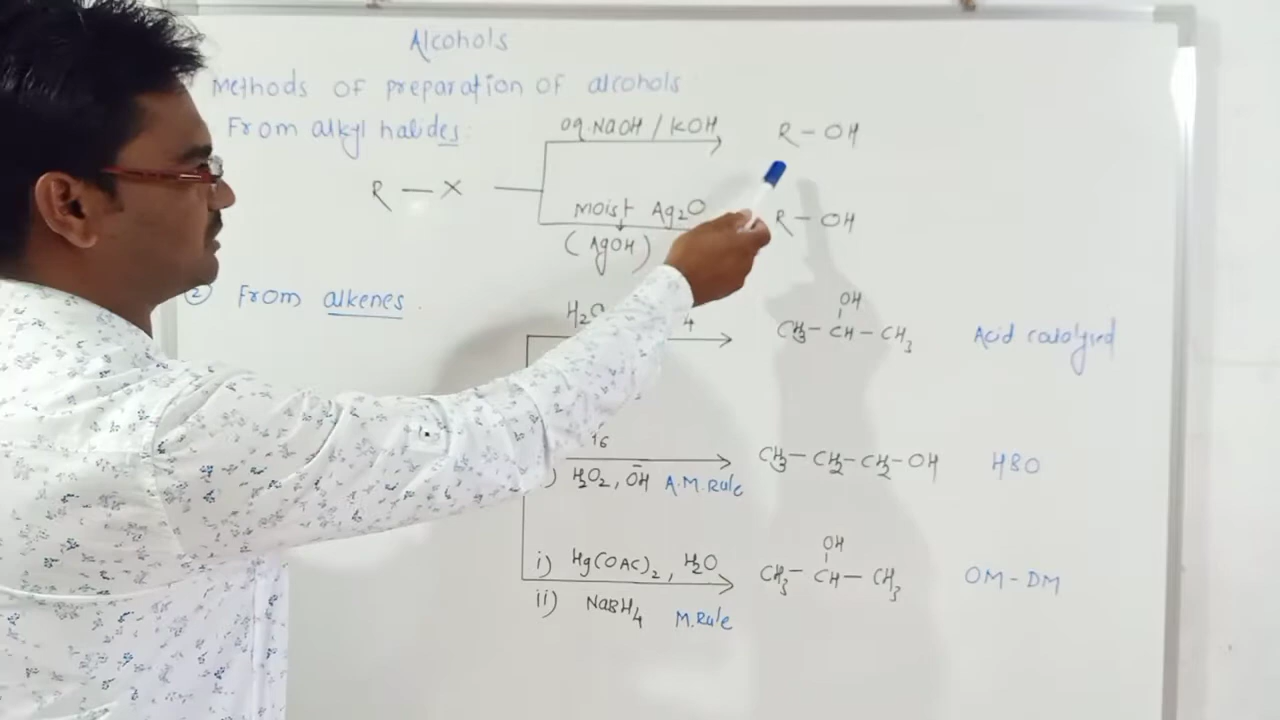 Alcohols
Methods of preparation of alcohols
From alkyl halides:
R — X
aq. NaOH / KOH
R — OH
Moist Ag2O
(AgOH)
R — OH
② From alkenes.
H2O
4
OH
CH3 — CH — CH3
Acid catalysed
) H2O2, OH⁻ A.M. Rule
CH3 — CH2 — CH2 — OH
HBO
i) Hg(OAc)2, H2O
OH
CH3 — CH — CH3
OM - DM
ii) NaBH4 M. Rule